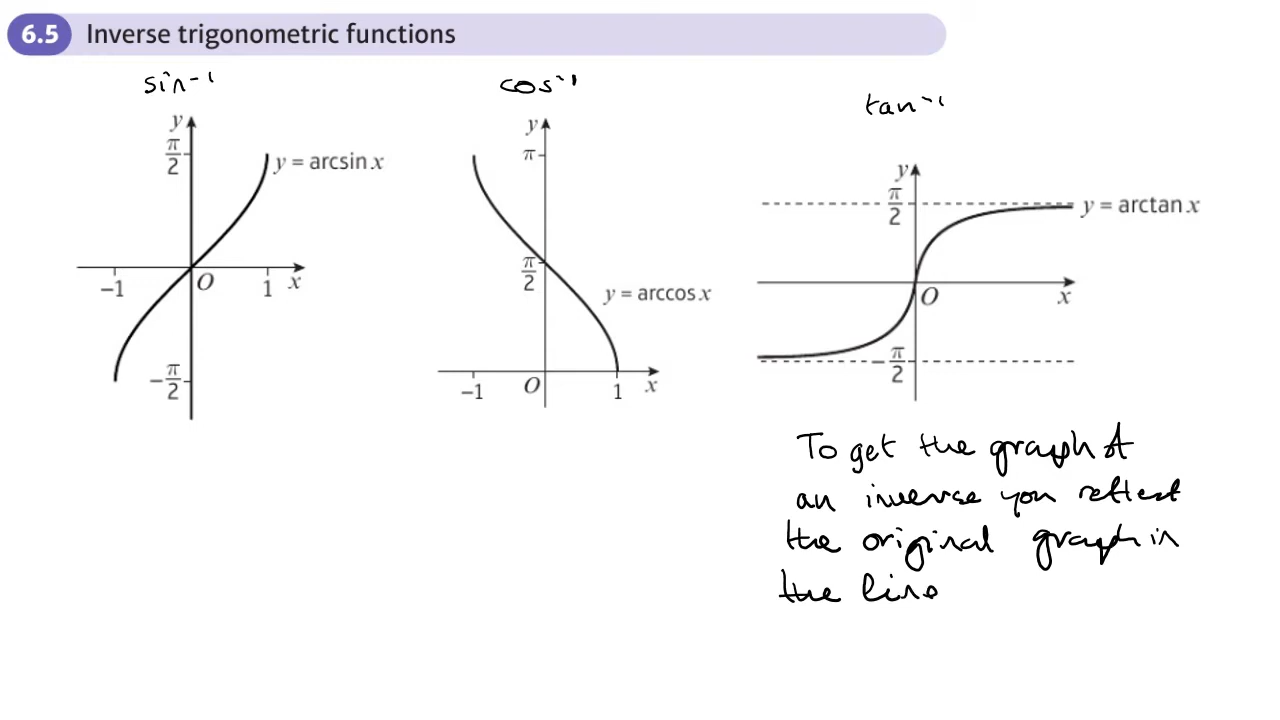 6.5 Inverse trigonometric functions
sin⁻¹
cos⁻¹
tan⁻¹
y
π/2
y = arcsin x
-1
O
1
x
-π/2
y
π
π/2
y = arccos x
-1
O
1
x
y
π/2
y = arctan x
O
x
-π/2
To get the graph of
an inverse you reflect
the original graph in
the line